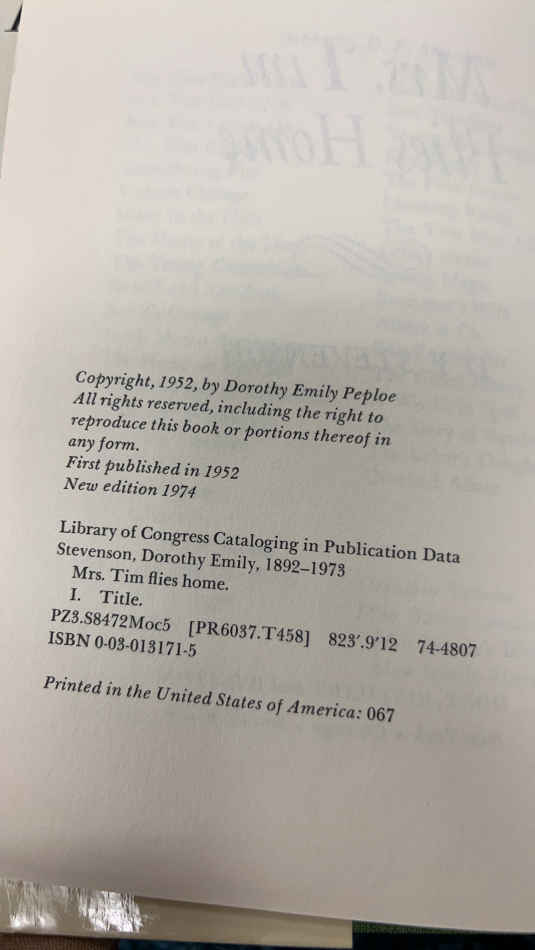 Copyright, 1952, by Dorothy Emily Peploe
All rights reserved, including the right to
reproduce this book or portions thereof in
any form.
First published in 1952
New edition 1974
Library of Congress Cataloging in Publication Data
Stevenson, Dorothy Emily, 1892–1973
Mrs. Tim flies home.
I. Title.
PZ3.S8472Moc5 [PR6037.T458] 823′.9′12 74-4807
ISBN 0-03-013171-5
Printed in the United States of America: 067